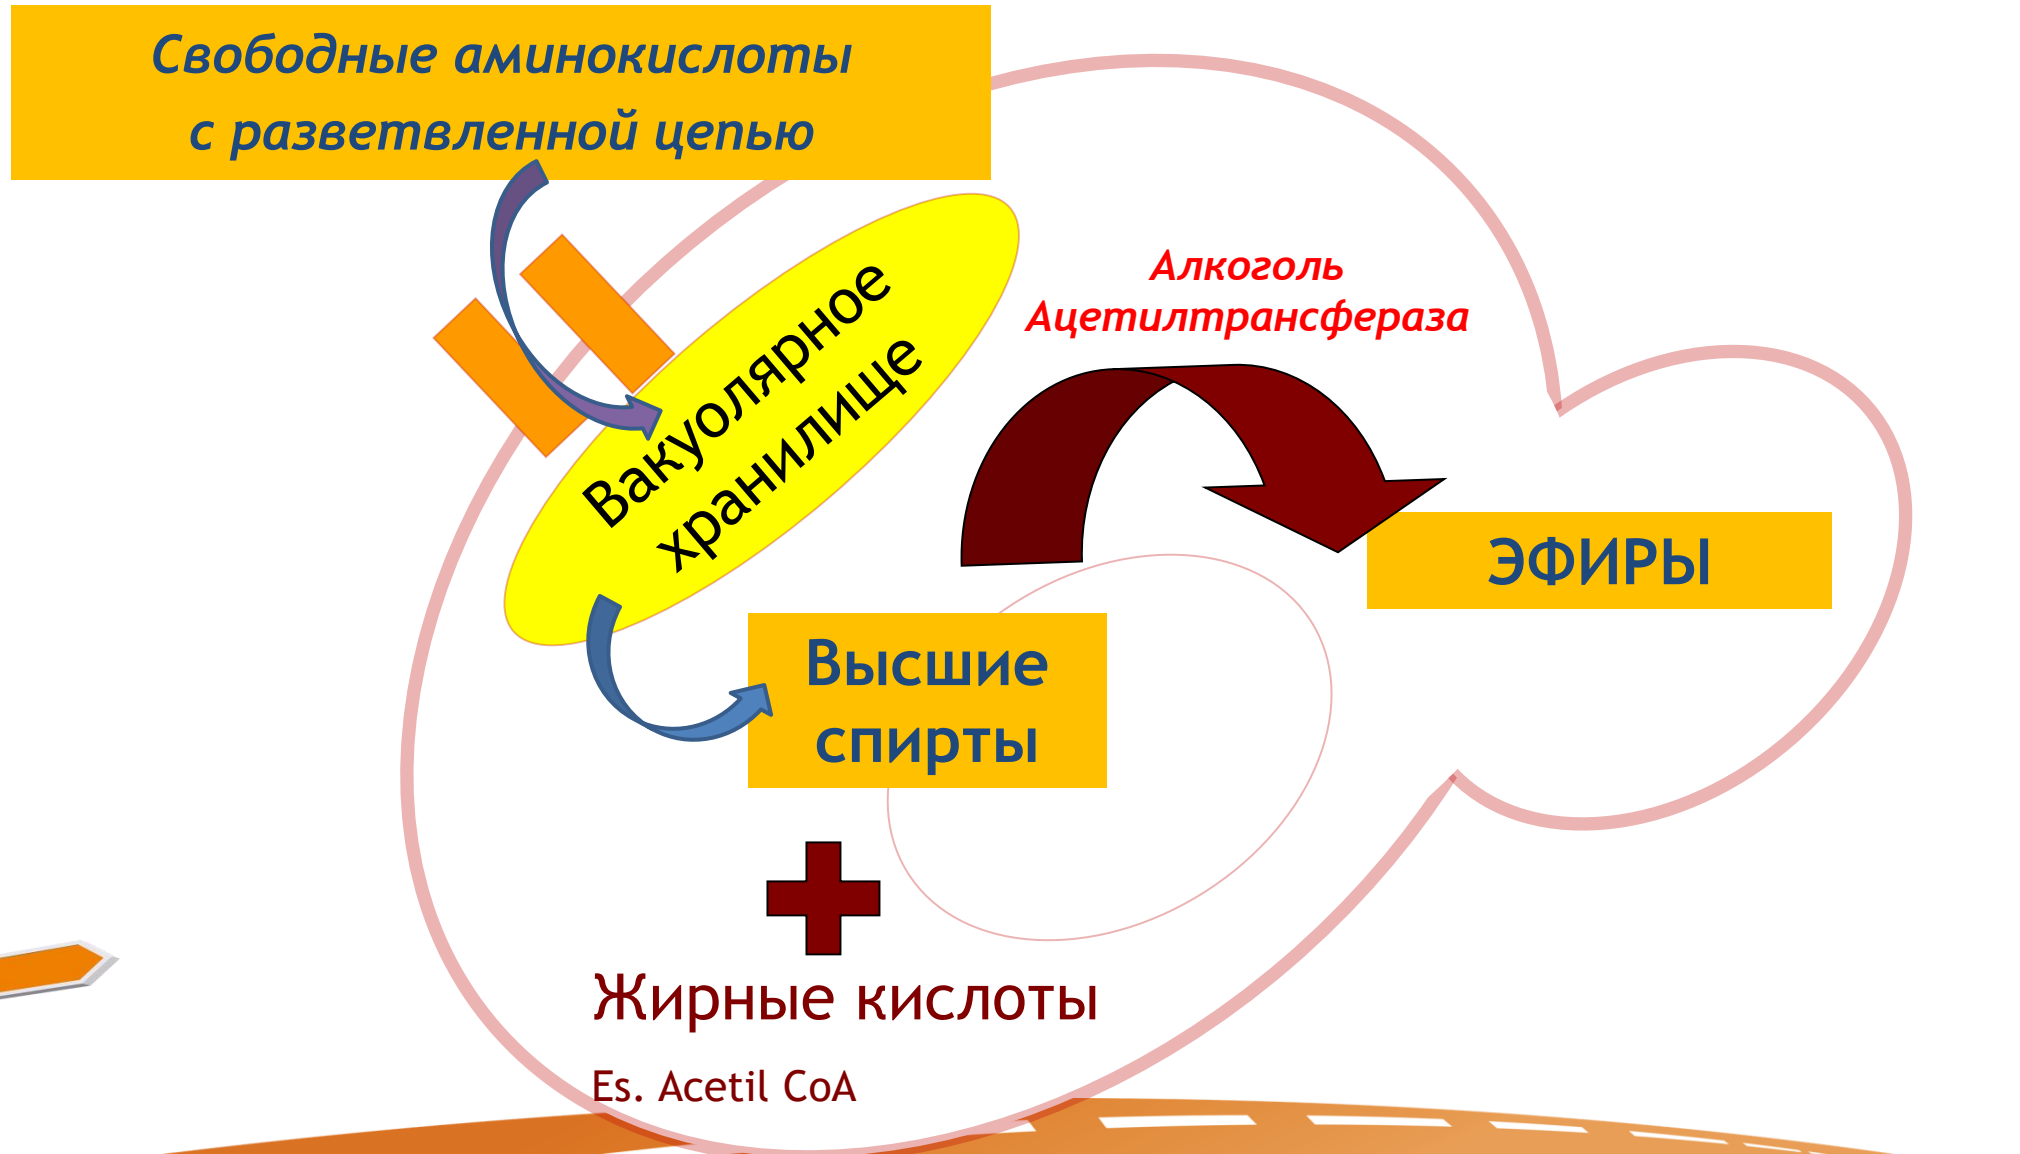 Свободные аминокислоты
с разветвленной цепью
Вакуолярное
хранилище
Алкоголь
Ацетилтрансфераза
ЭФИРЫ
Высшие
спирты
Жирные кислоты
Es. Acetil CoA